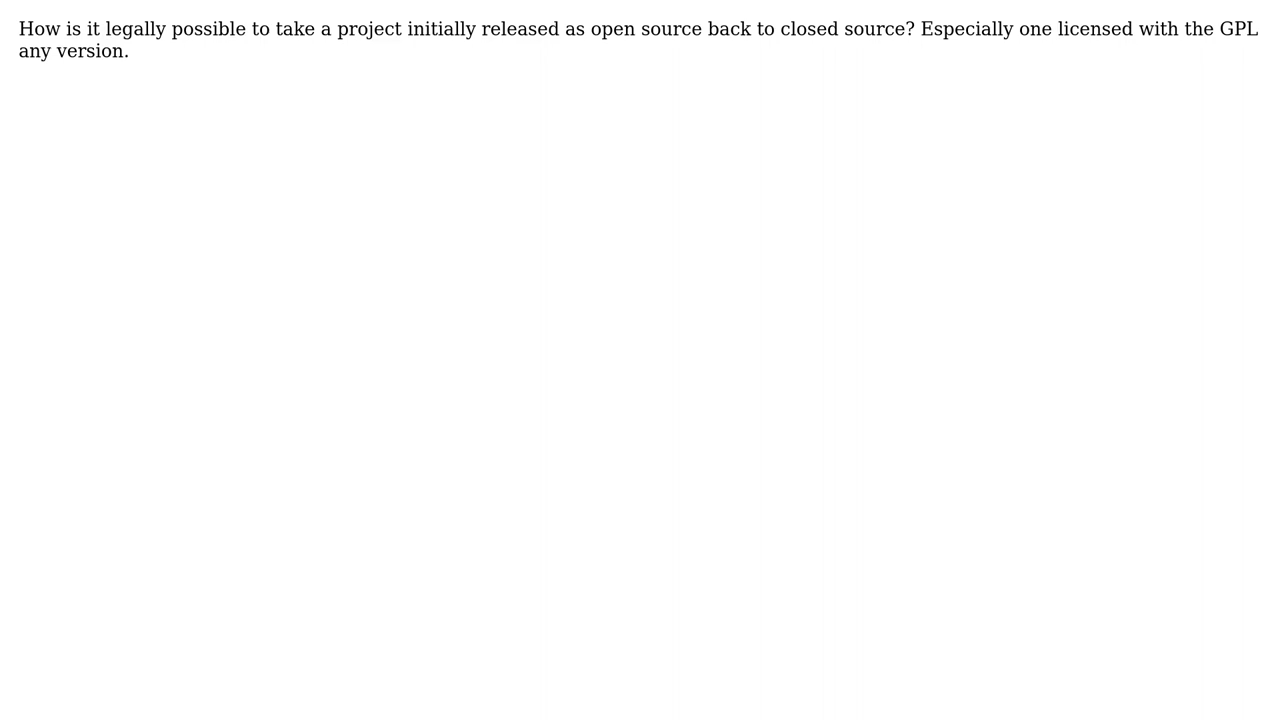 How is it legally possible to take a project initially released as open source back to closed source? Especially one licensed with the GPL
any version.